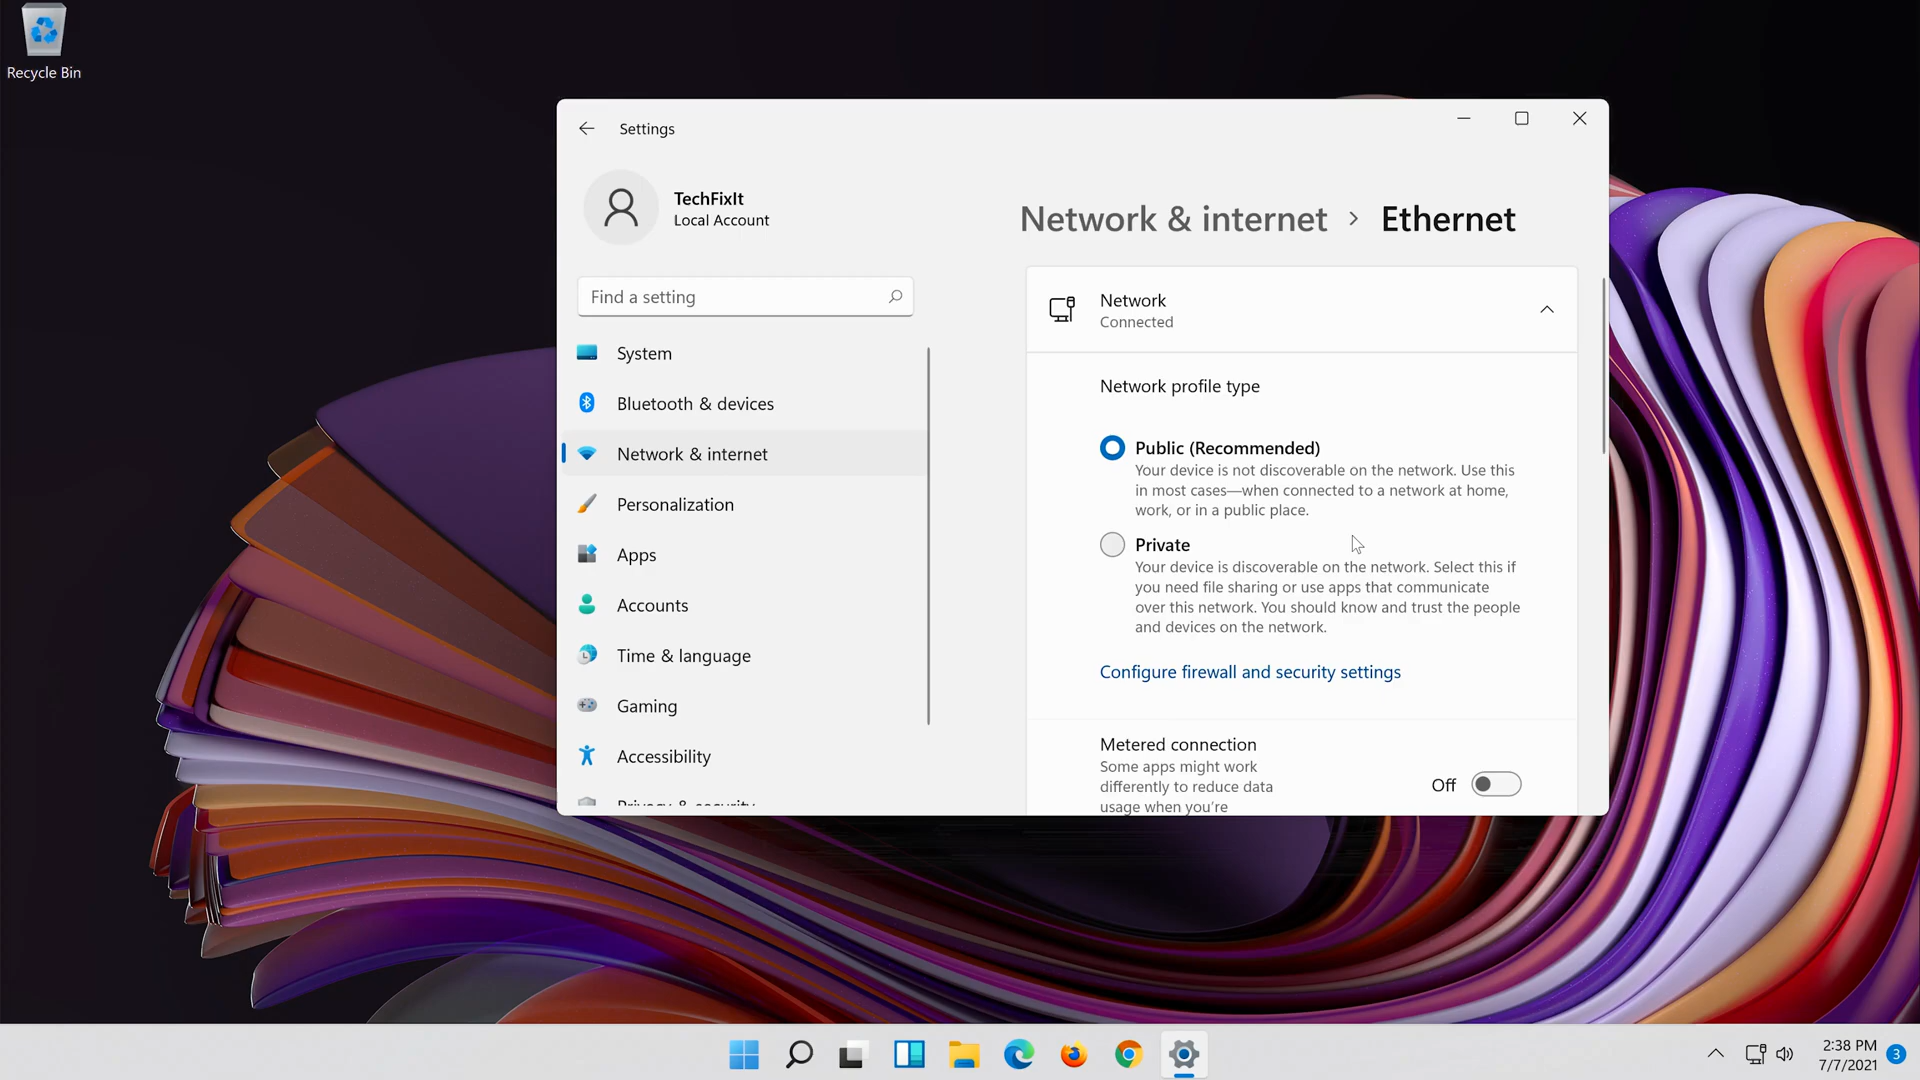 Recycle Bin
Settings
TechFixIt
Local Account
Find a setting
System
Bluetooth & devices
Network & internet
Personalization
Apps
Accounts
Time & language
Gaming
Accessibility
Privacy & security
Network & internet > Ethernet
Network
Connected
Network profile type
Public (Recommended)
Your device is not discoverable on the network. Use this
in most cases—when connected to a network at home,
work, or in a public place.
Private
Your device is discoverable on the network. Select this if
you need file sharing or use apps that communicate
over this network. You should know and trust the people
and devices on the network.
Configure firewall and security settings
Metered connection
Some apps might work
differently to reduce data
usage when you're
Off
2:38 PM
7/7/2021
3